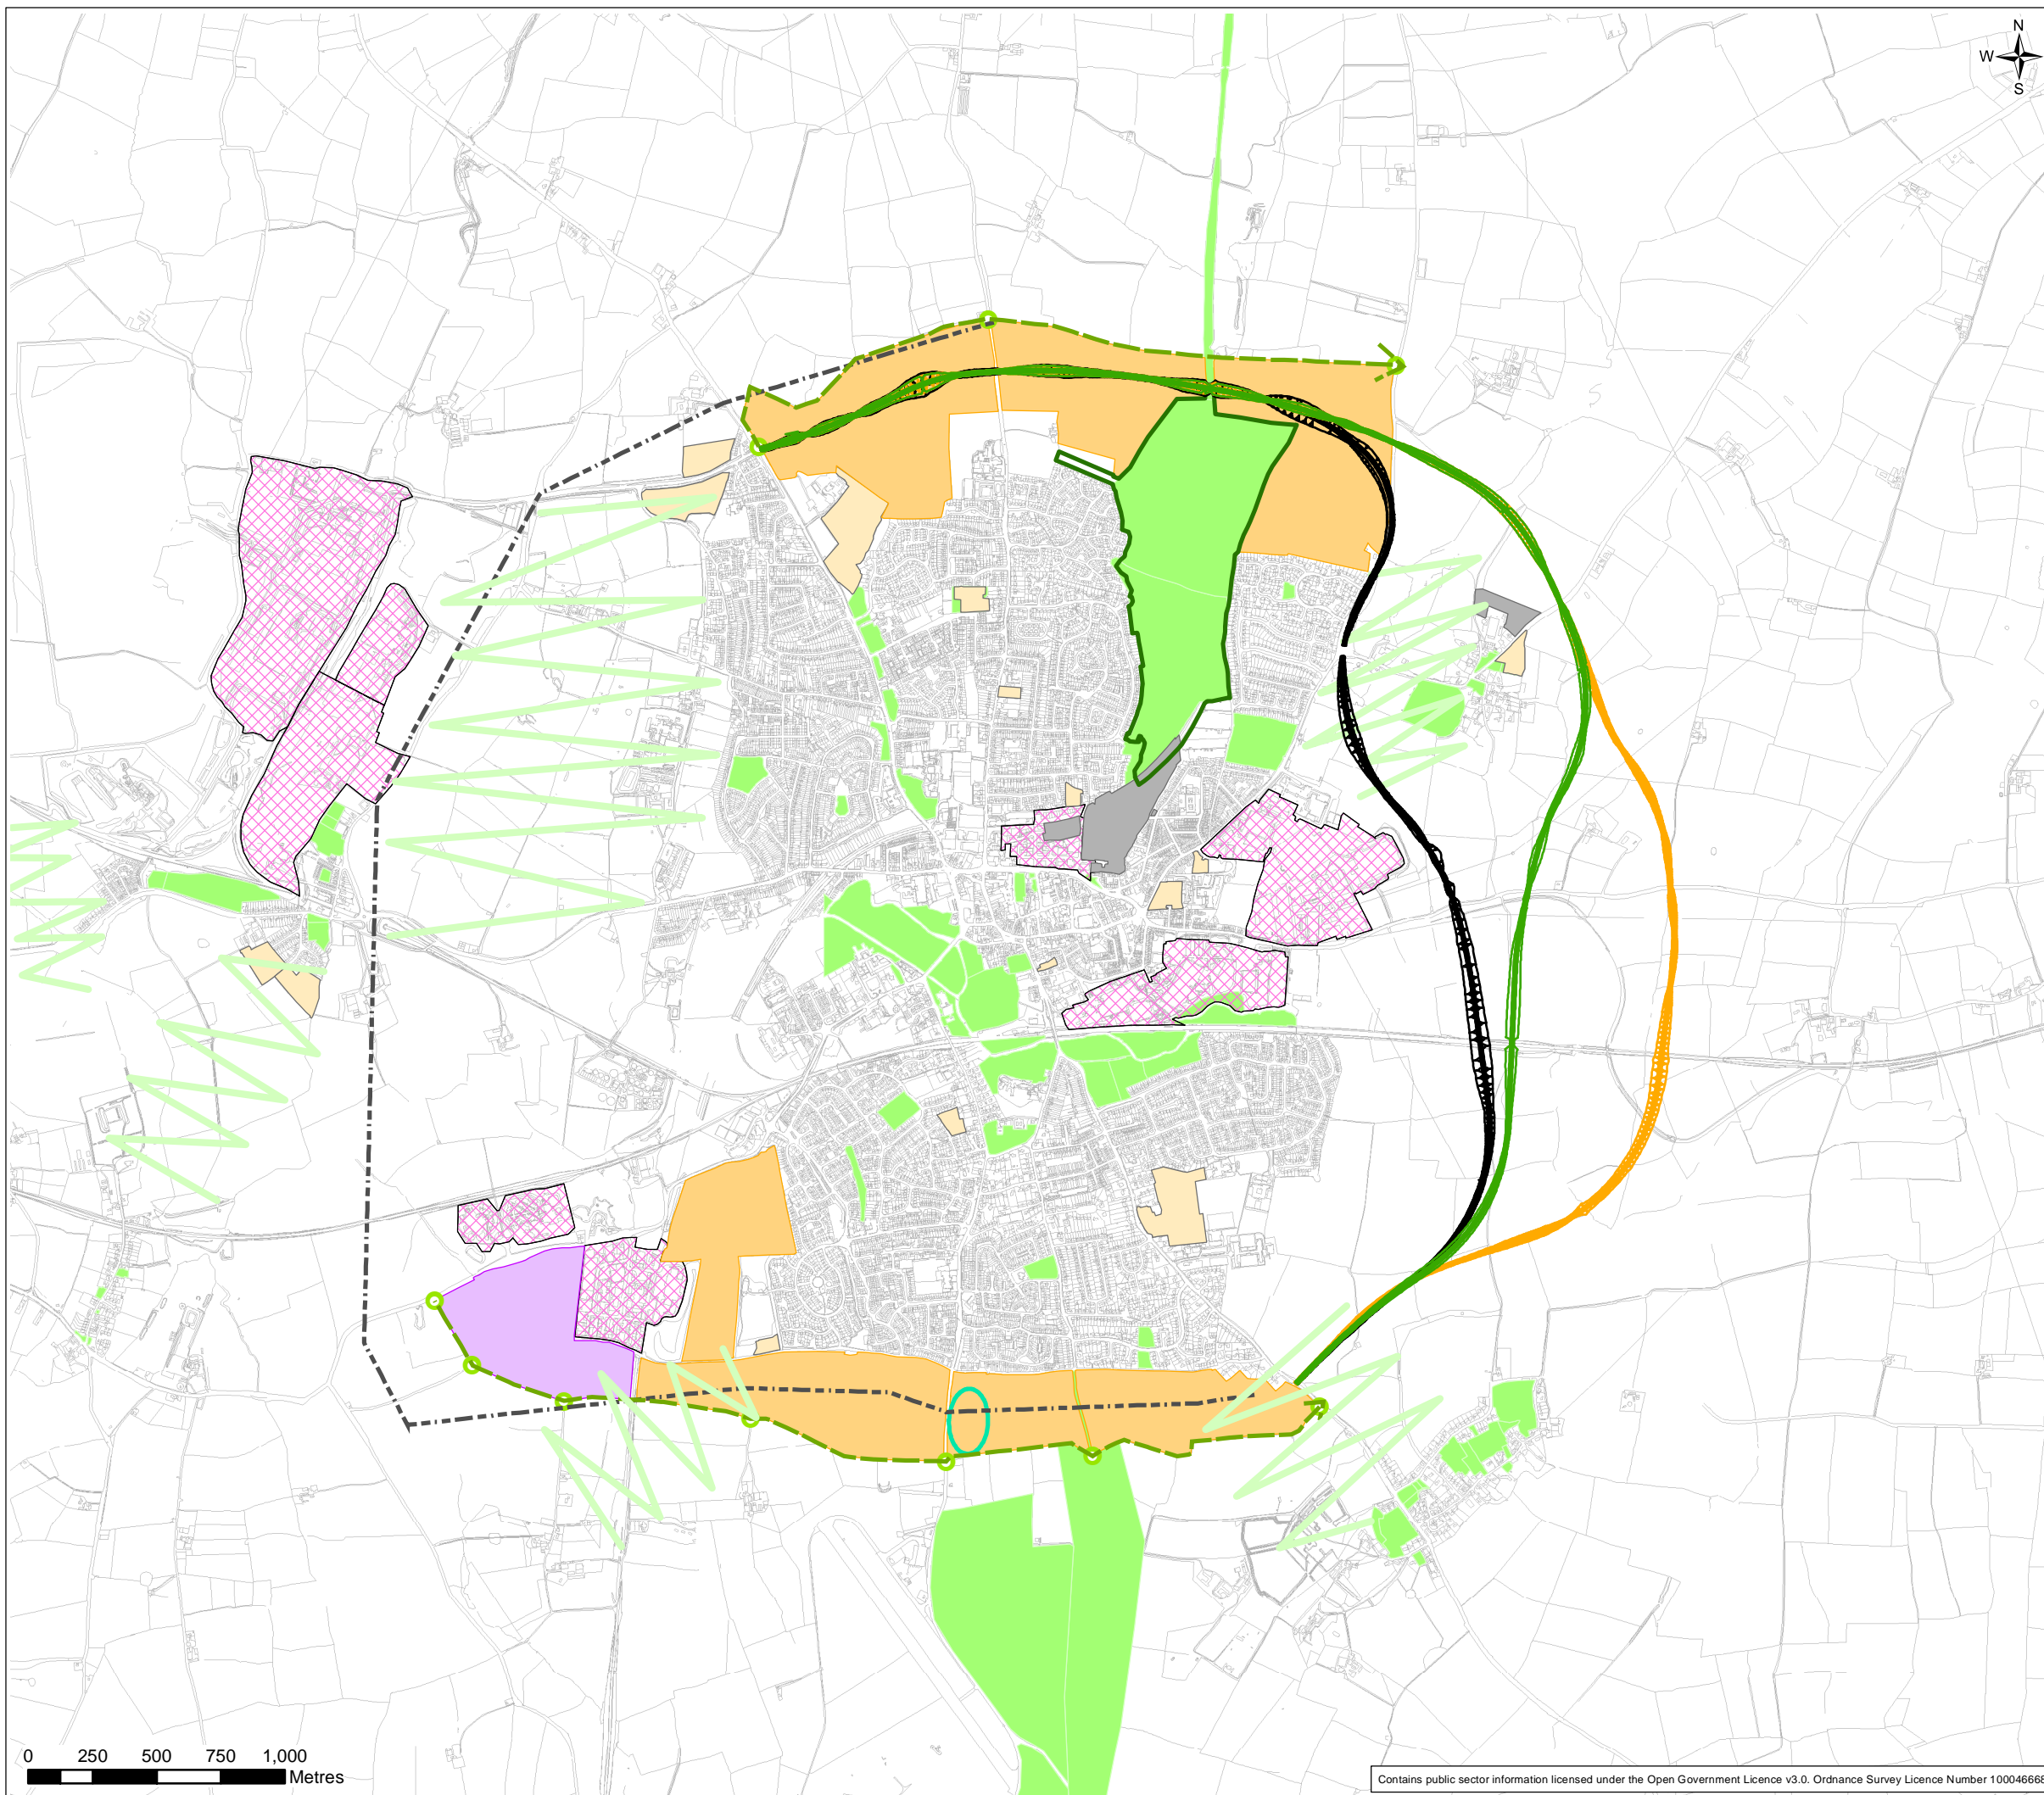 N
W
S
0 250 500 750 1,000
Metres
Contains public sector information licensed under the Open Government Licence v3.0. Ordnance Survey Licence Number 100046668